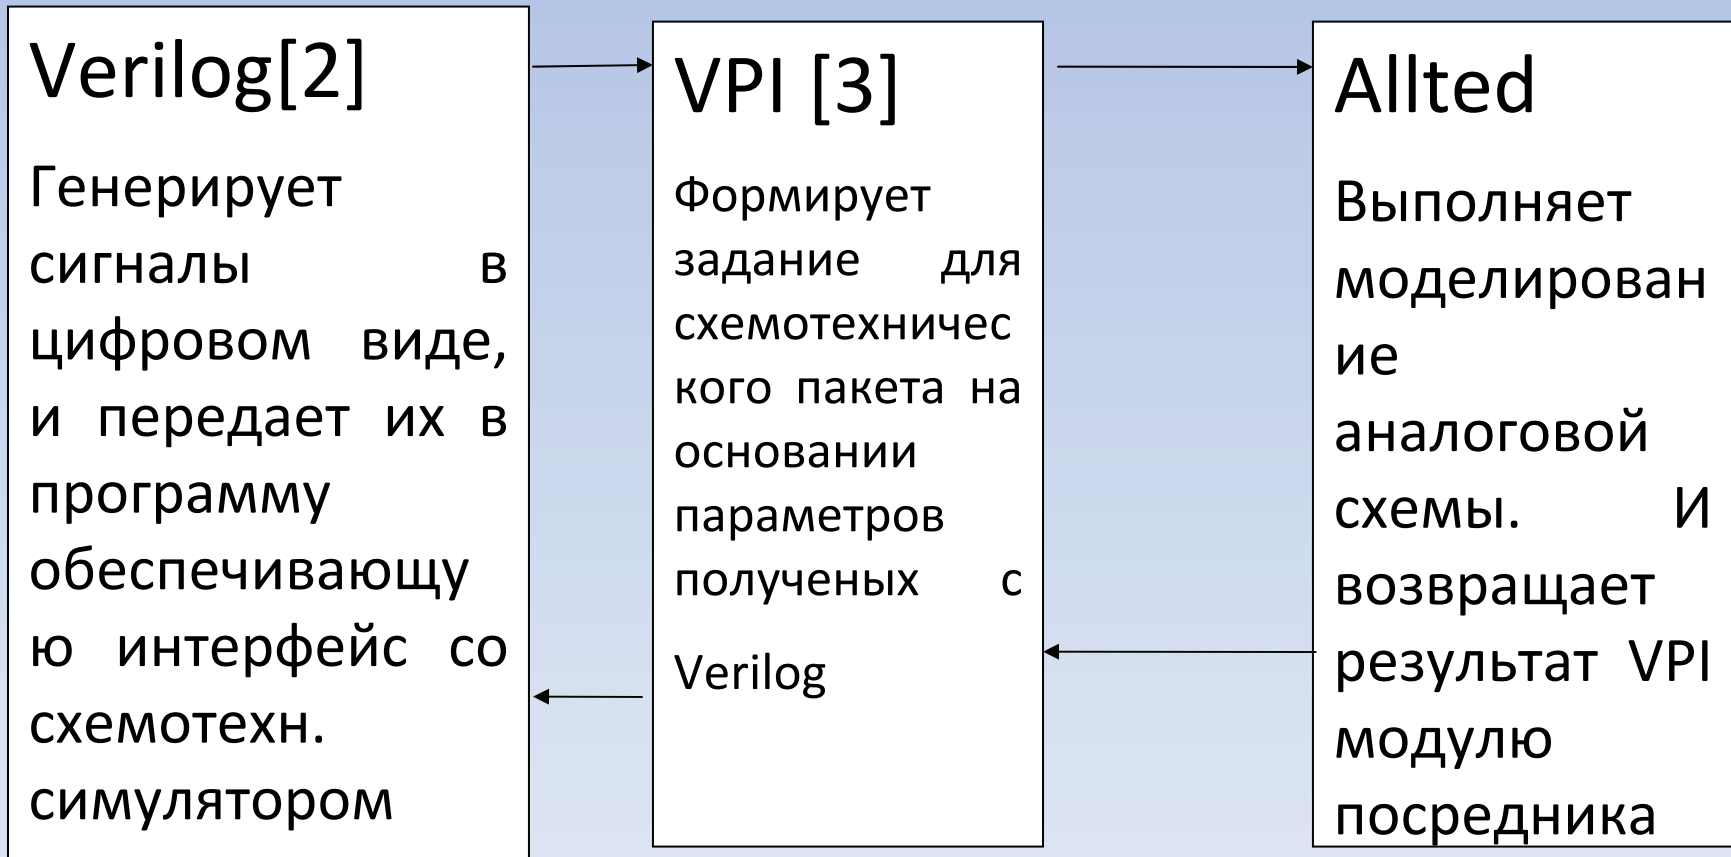 Verilog[2]
Генерирует
сигналы в
цифровом виде,
и передает их в
программу
обеспечивающу
ю интерфейс со
схемотехн.
симулятором
VPI [3]
Формирует
задание для
схемотехничес
кого пакета на
основании
параметров
полученых с
Verilog
Allted
Выполняет
моделирован
ие
аналоговой
схемы. И
возвращает
результат VPI
модулю
посредника